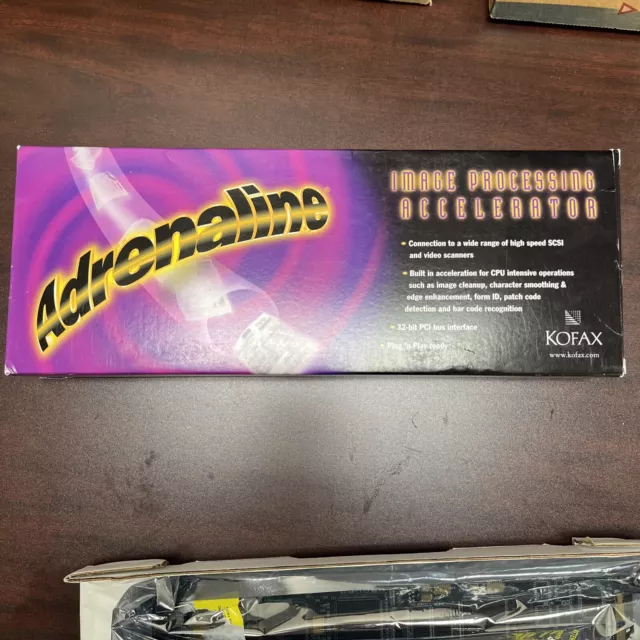 Adrenaline®
IMAGE PROCESSING
ACCELERATOR
• Connection to a wide range of high speed SCSI
and video scanners
• Built in acceleration for CPU intensive operations
such as image cleanup, character smoothing &
edge enhancement, form ID, patch code
detection and bar code recognition
• 32-bit PCI bus interface
Plug 'n Play ready
KOFAX
www.kofax.com